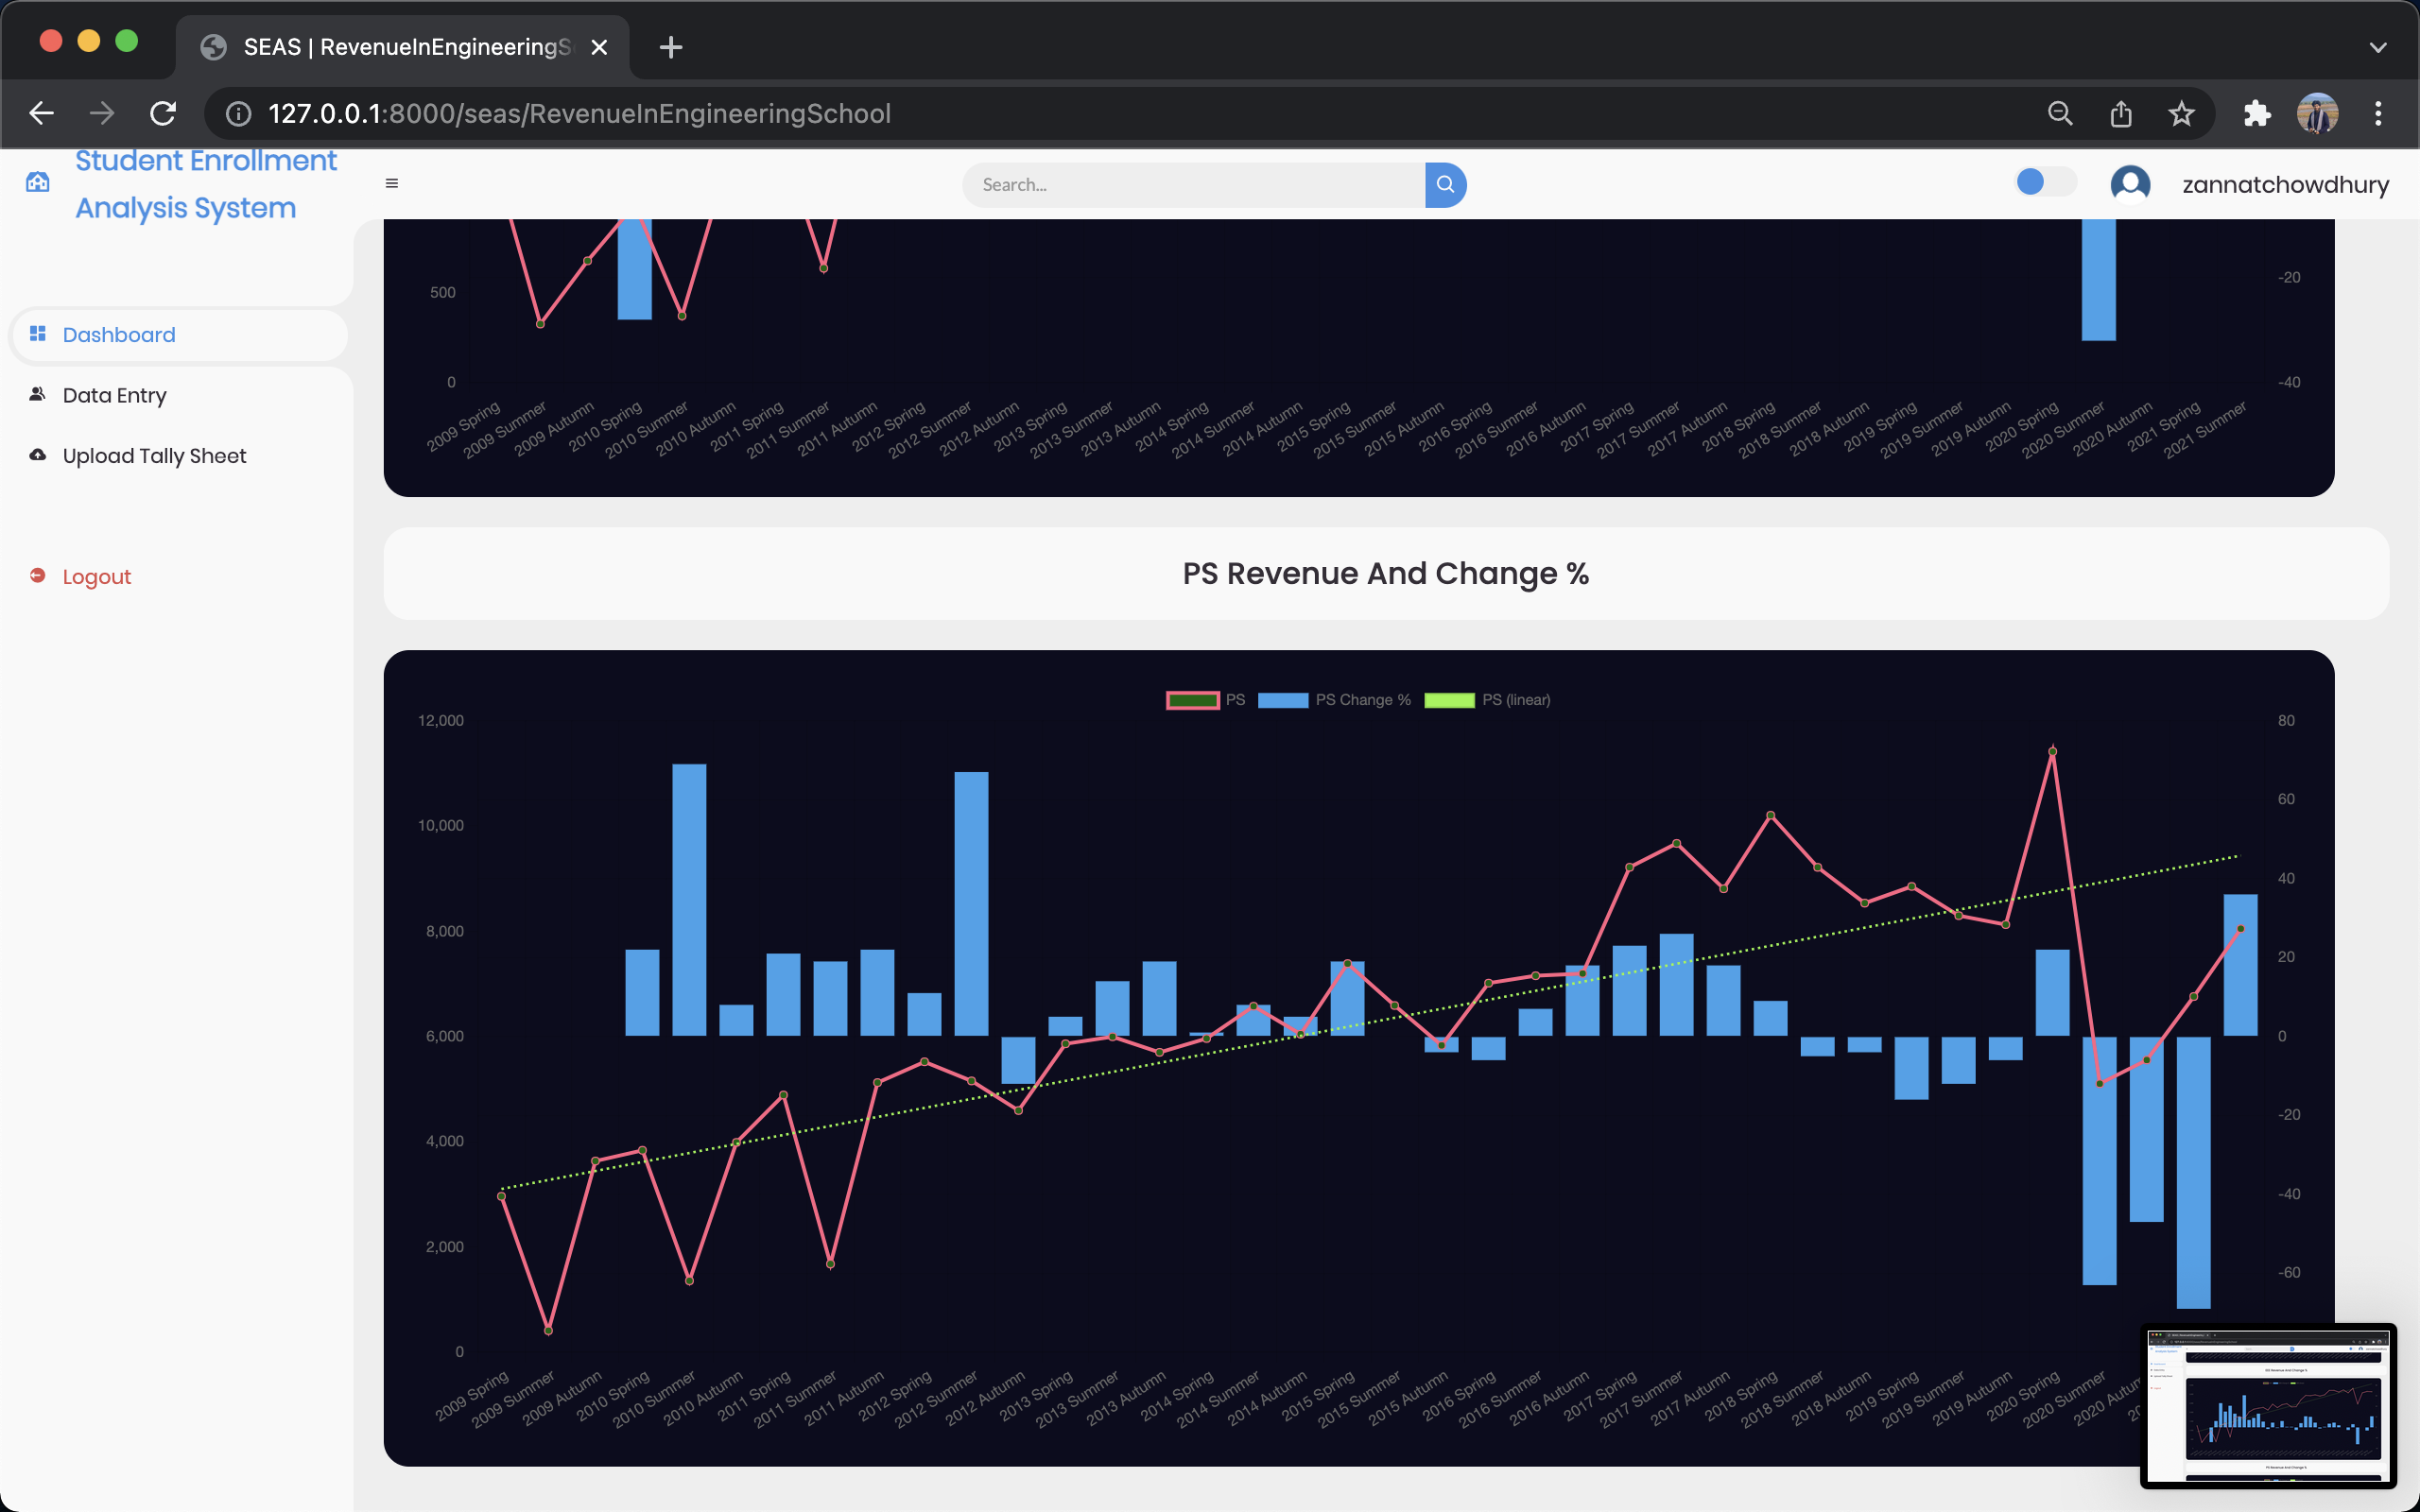 SEAS | RevenueInEngineeringS
127.0.0.1:8000/seas/RevenueInEngineeringSchool
Student Enrollment
Analysis System
Search...
zannatchowdhury
Dashboard
Data Entry
Upload Tally Sheet
Logout
500
0
-20
-40
2009 Spring
2009 Summer
2009 Autumn
2010 Spring
2010 Summer
2010 Autumn
2011 Spring
2011 Summer
2011 Autumn
2012 Spring
2012 Summer
2012 Autumn
2013 Spring
2013 Summer
2013 Autumn
2014 Spring
2014 Summer
2014 Autumn
2015 Spring
2015 Summer
2015 Autumn
2016 Spring
2016 Summer
2016 Autumn
2017 Spring
2017 Summer
2017 Autumn
2018 Spring
2018 Summer
2018 Autumn
2019 Spring
2019 Summer
2019 Autumn
2020 Spring
2020 Summer
2020 Autumn
2021 Spring
2021 Summer
PS Revenue And Change %
PS
PS Change %
PS (linear)
12,000
10,000
8,000
6,000
4,000
2,000
0
80
60
40
20
0
-20
-40
-60
2009 Spring
2009 Summer
2009 Autumn
2010 Spring
2010 Summer
2010 Autumn
2011 Spring
2011 Summer
2011 Autumn
2012 Spring
2012 Summer
2012 Autumn
2013 Spring
2013 Summer
2013 Autumn
2014 Spring
2014 Summer
2014 Autumn
2015 Spring
2015 Summer
2015 Autumn
2016 Spring
2016 Summer
2016 Autumn
2017 Spring
2017 Summer
2017 Autumn
2018 Spring
2018 Summer
2018 Autumn
2019 Spring
2019 Summer
2019 Autumn
2020 Spring
2020 Summer
2020 Autu